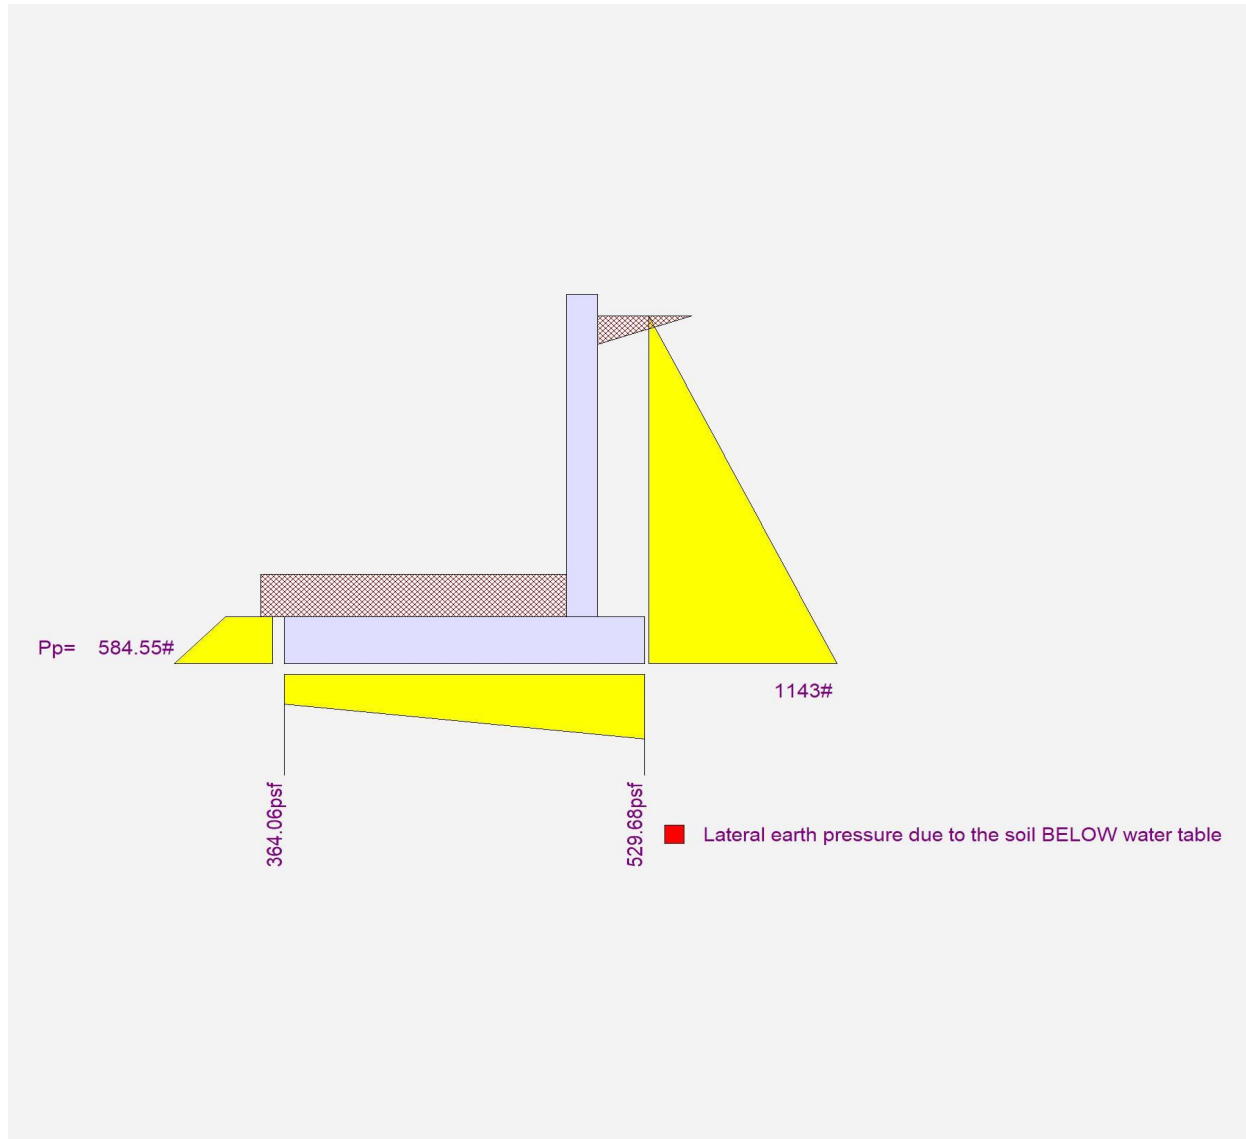 Pp= 584.55#
1143#
364.06psf
529.68psf
Lateral earth pressure due to the soil BELOW water table